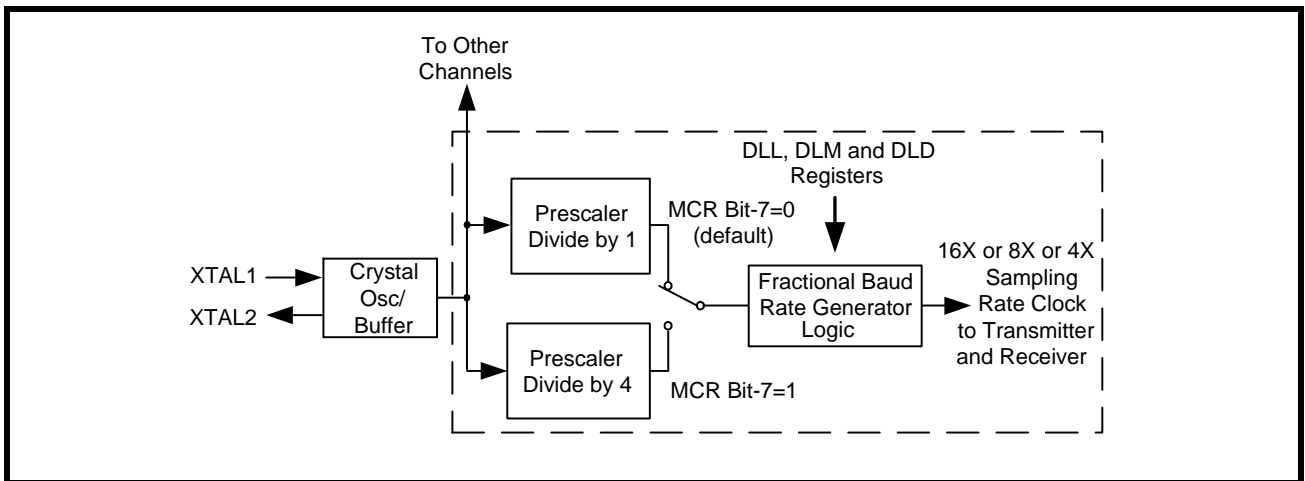 To Other
Channels
DLL, DLM and DLD
Registers
Prescaler
Divide by 1
MCR Bit-7=0
(default)
16X or 8X or 4X
Sampling
Rate Clock
to Transmitter
and Receiver
XTAL1
XTAL2
Crystal
Osc/
Buffer
Fractional Baud
Rate Generator
Logic
Prescaler
Divide by 4
MCR Bit-7=1